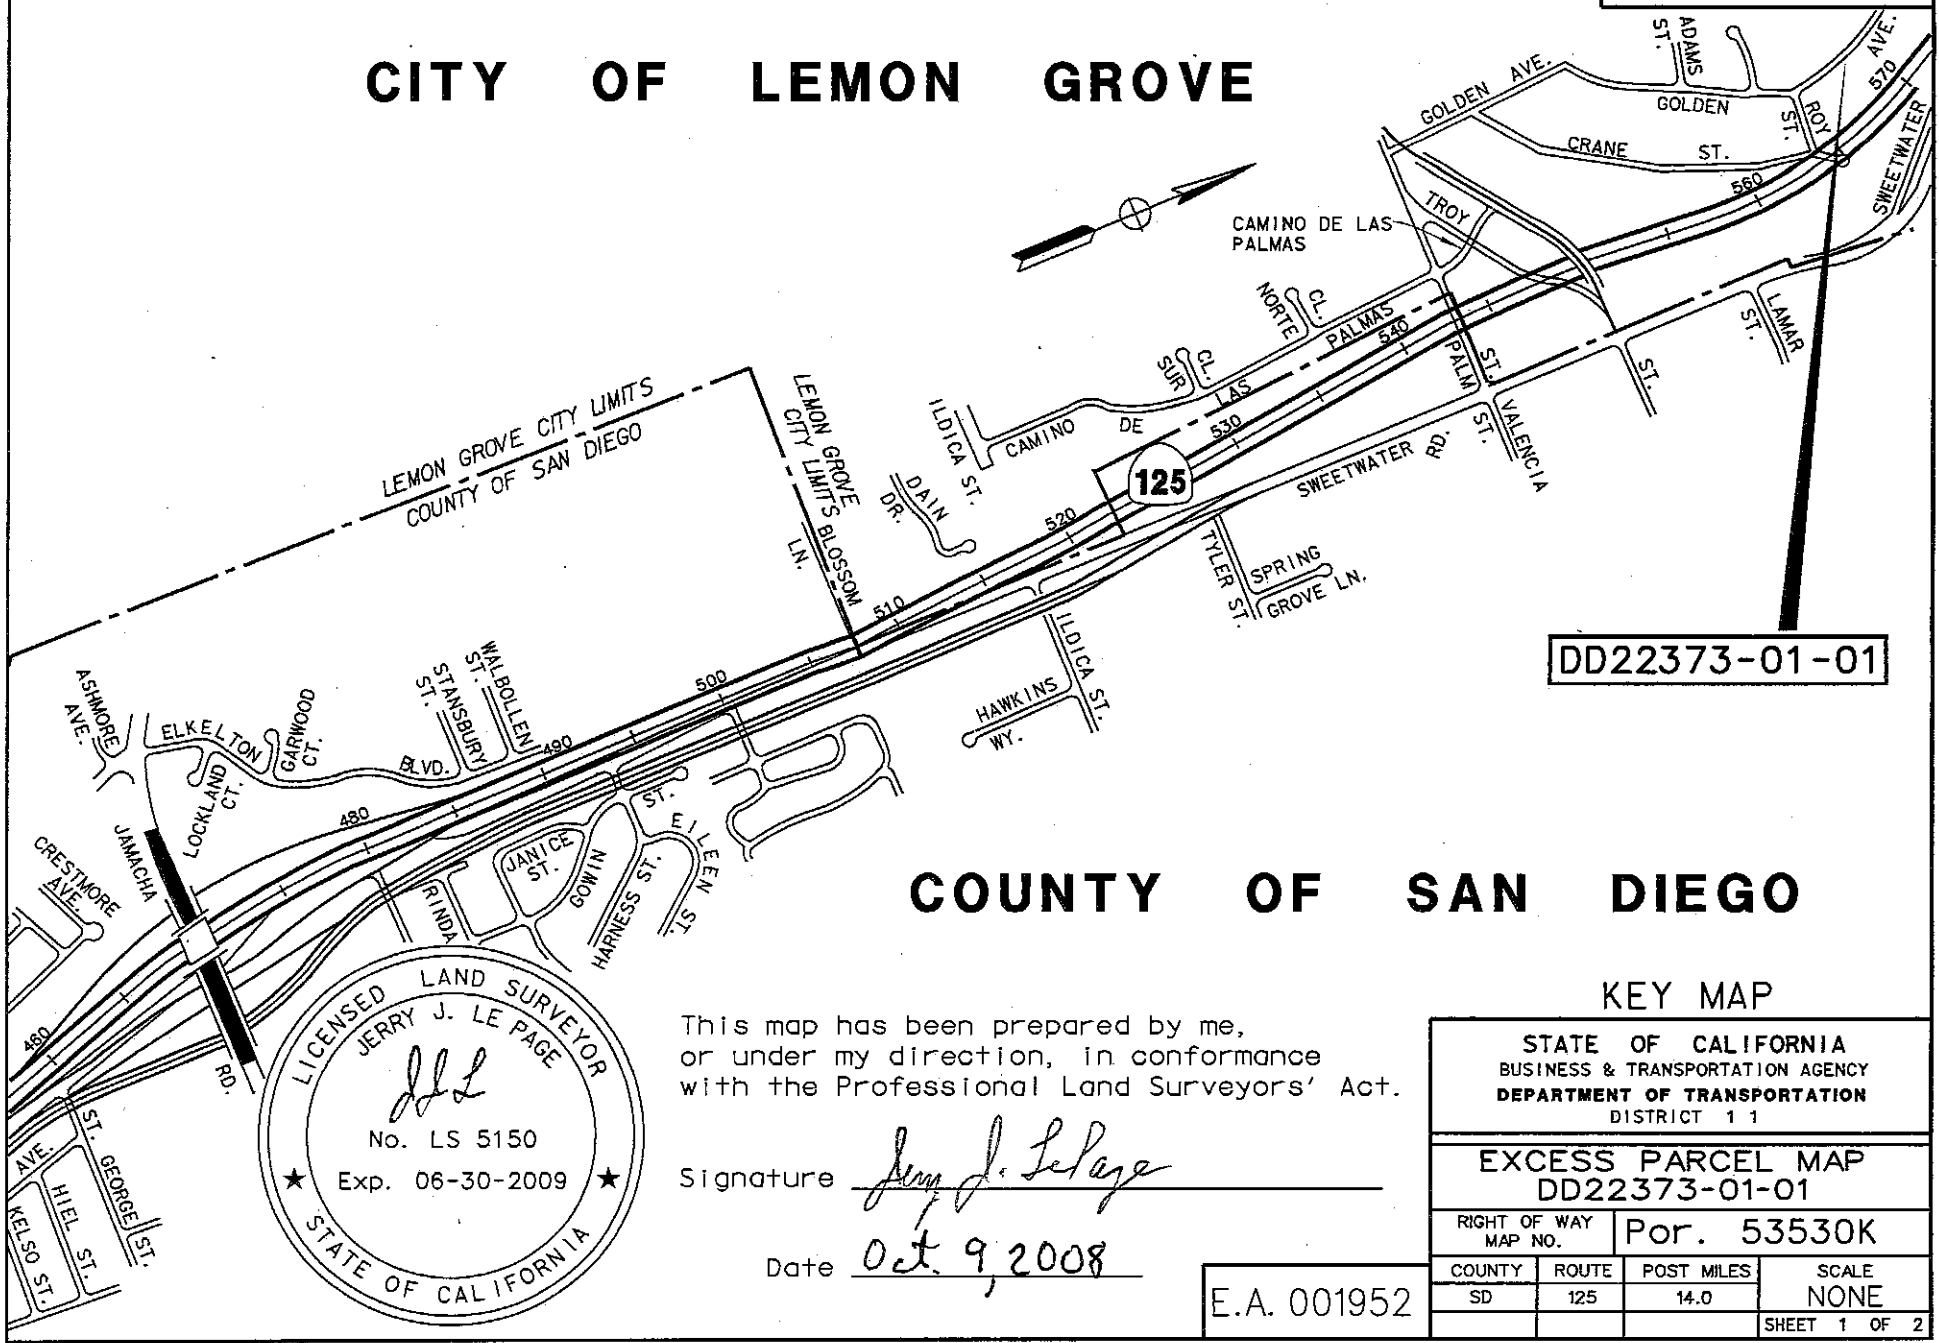 CITY OF LEMON GROVE
ADAMS ST.
AVE.
570
GOLDEN AVE.
GOLDEN
ROY ST.
CRANE ST.
SWEETWATER
560
TROY
CAMINO DE LAS
PALMAS
NORTE CL.
PALMAS
540
LAMAR ST.
SUR CL.
LAS
PALM ST.
ST.
LEMON GROVE CITY LIMITS
COUNTY OF SAN DIEGO
LEMON GROVE
CITY LIMITS
BLOSSOM LN.
ILDICA ST.
CAMINO DE
530
125
SWEETWATER RD.
VALENCIA ST.
DAIN DR.
520
TYLER ST.
SPRING
GROVE LN.
510
ILDICA ST.
HAWKINS WY.
DD22373-01-01
500
WALBOLLEN ST.
STANSBURY ST.
490
ASHMORE AVE.
ELKELTON BLVD.
GARWOOD CT.
LOCKLAND CT.
480
JAMACHA
CRESTMORE AVE.
JANICE ST.
GOWIN ST.
EILEEN ST.
HARNESS ST.
RINDA
460
RD.
ST. GEORGE ST.
AVE.
HIEL ST.
KELSO ST.
COUNTY OF SAN DIEGO
LICENSED LAND SURVEYOR
JERRY J. LE PAGE
JJL
No. LS 5150
Exp. 06-30-2009
STATE OF CALIFORNIA
This map has been prepared by me,
or under my direction, in conformance
with the Professional Land Surveyors' Act.
Signature Jerry J. LePage
Date Oct. 9, 2008
E.A. 001952
KEY MAP
STATE OF CALIFORNIA
BUSINESS & TRANSPORTATION AGENCY
DEPARTMENT OF TRANSPORTATION
DISTRICT 11
EXCESS PARCEL MAP
DD22373-01-01
RIGHT OF WAY MAP NO. Por. 53530K
COUNTY ROUTE POST MILES SCALE
SD 125 14.0 NONE
SHEET 1 OF 2